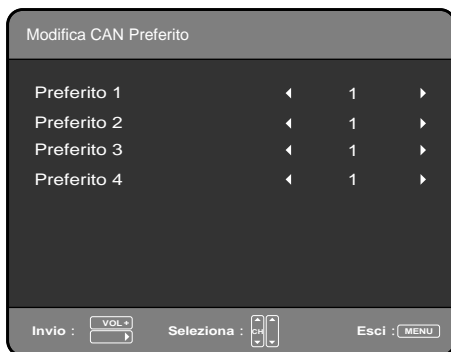 Modifica CAN Preferito
Preferito 1 1
Preferito 2 1
Preferito 3 1
Preferito 4 1
Invio : VOL+ Seleziona : CH Esci : MENU